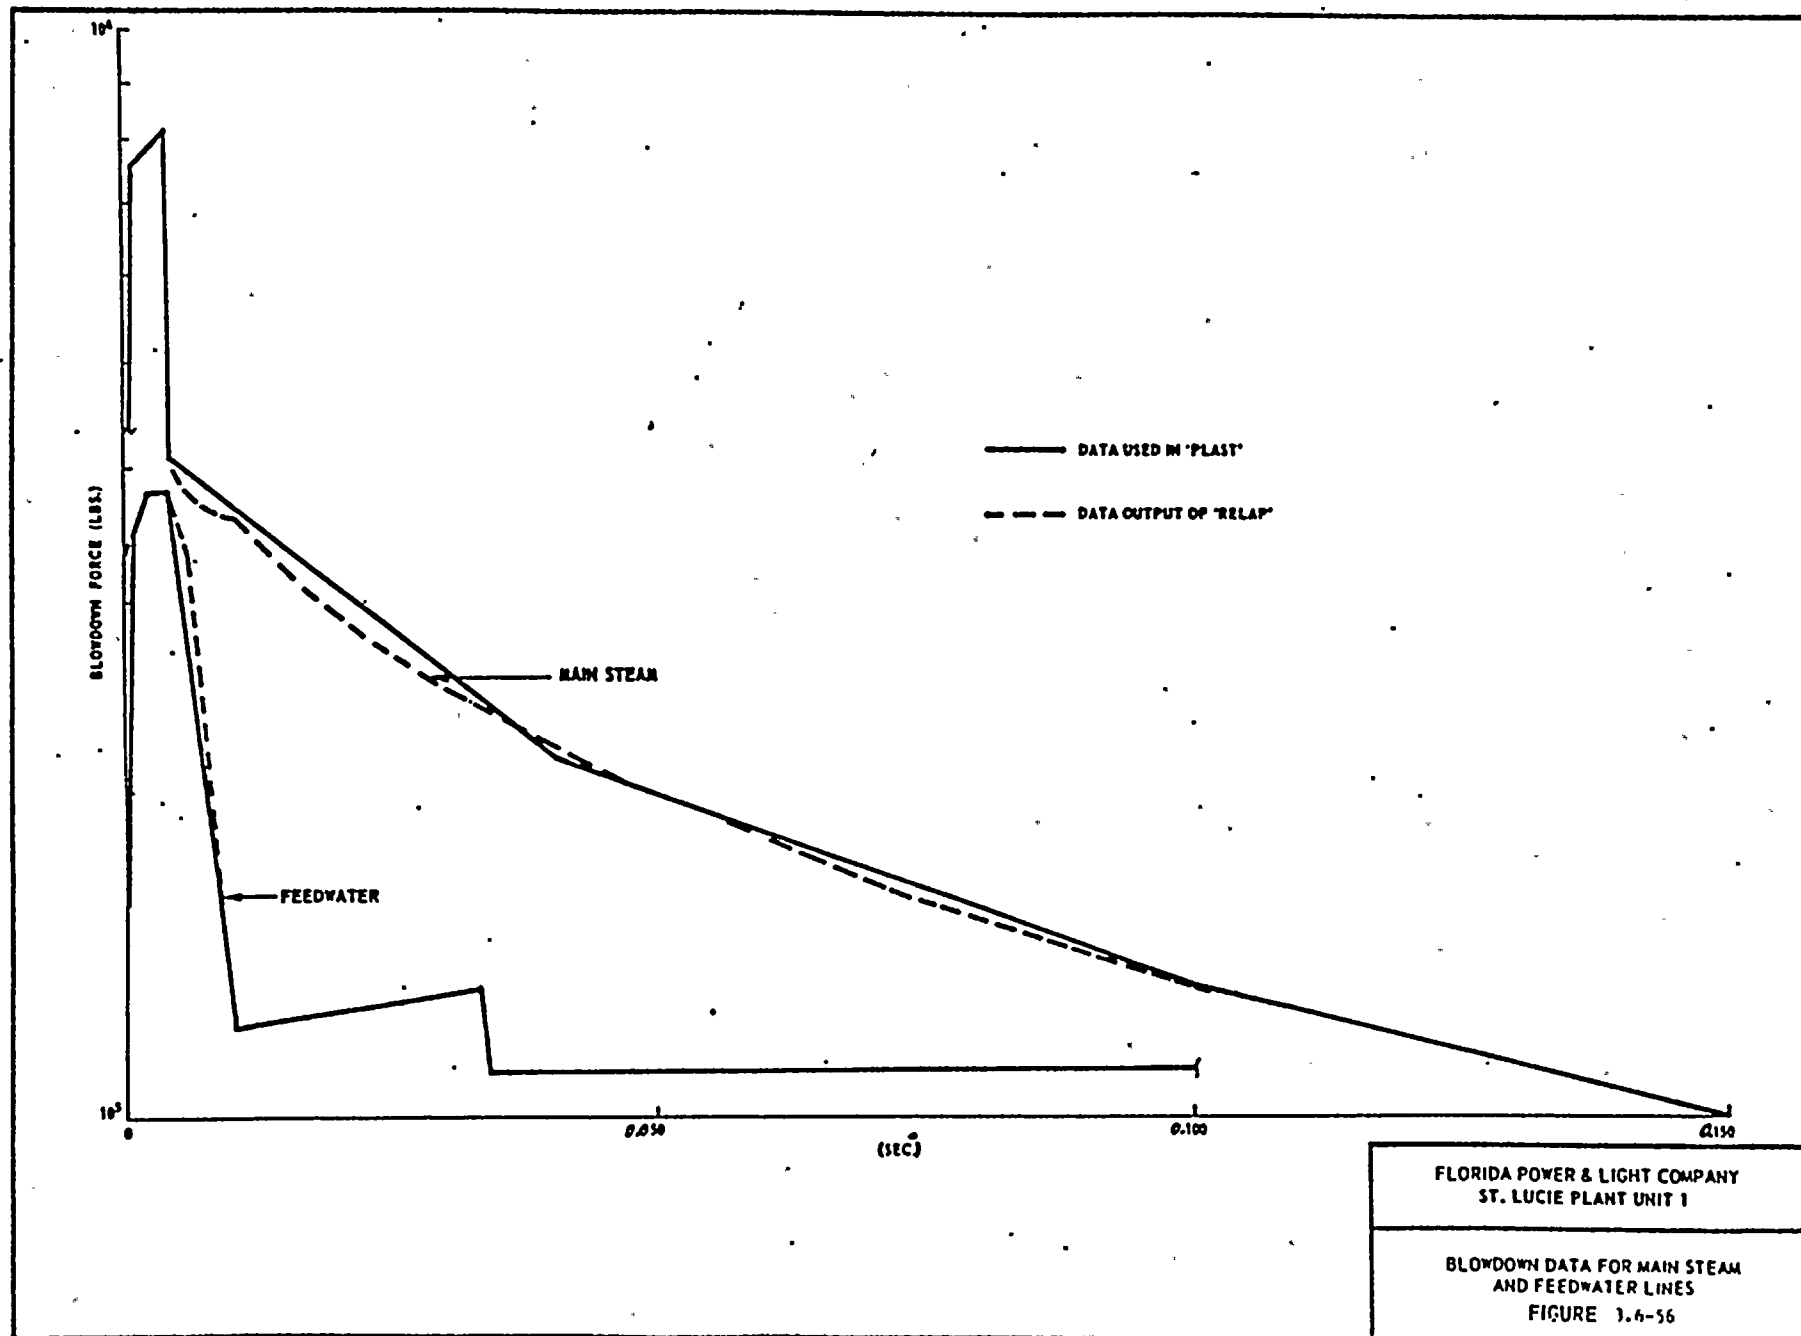 10⁴
BLOWDOWN FORCE (LBS.)
DATA USED IN 'PLAST'
DATA OUTPUT OF 'RELAP'
MAIN STEAM
FEEDWATER
10⁵
0
0.050
0.100
0.150
(SEC)
FLORIDA POWER & LIGHT COMPANY
ST. LUCIE PLANT UNIT 1
BLOWDOWN DATA FOR MAIN STEAM
AND FEEDWATER LINES
FIGURE 3.6-56